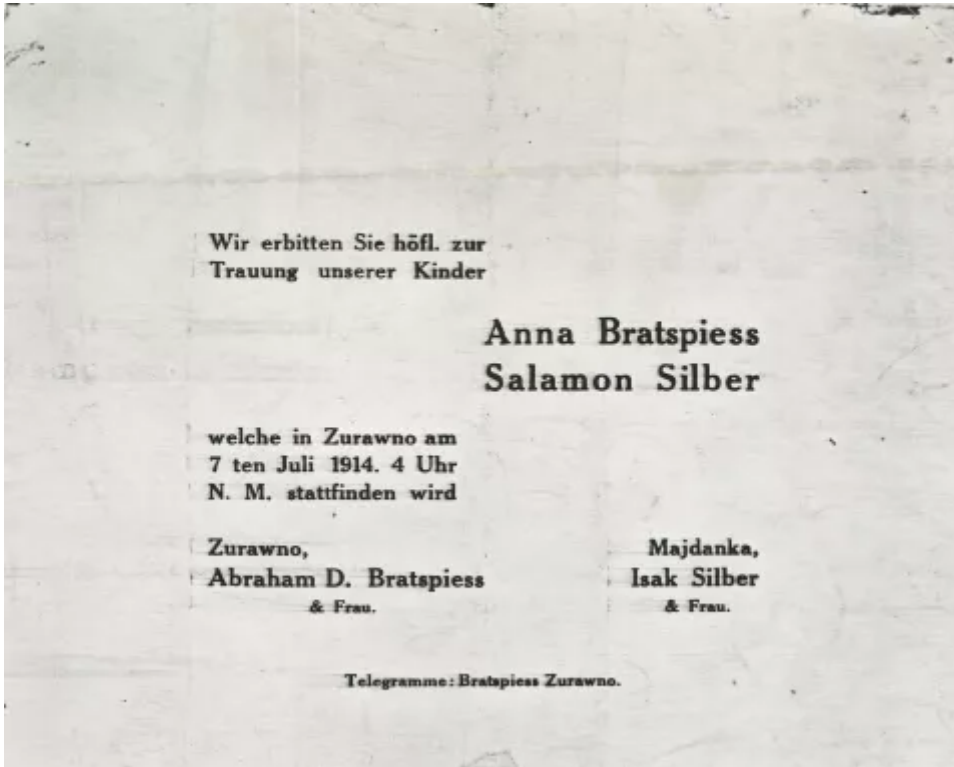 Wir erbitten Sie höfl. zur
Trauung unserer Kinder
Anna Bratspiess
Salamon Silber
welche in Zurawno am
7 ten Juli 1914. 4 Uhr
N. M. stattfinden wird
Zurawno,
Abraham D. Bratspiess
& Frau.
Majdanka,
Isak Silber
& Frau.
Telegramme: Bratspiess Zurawno.